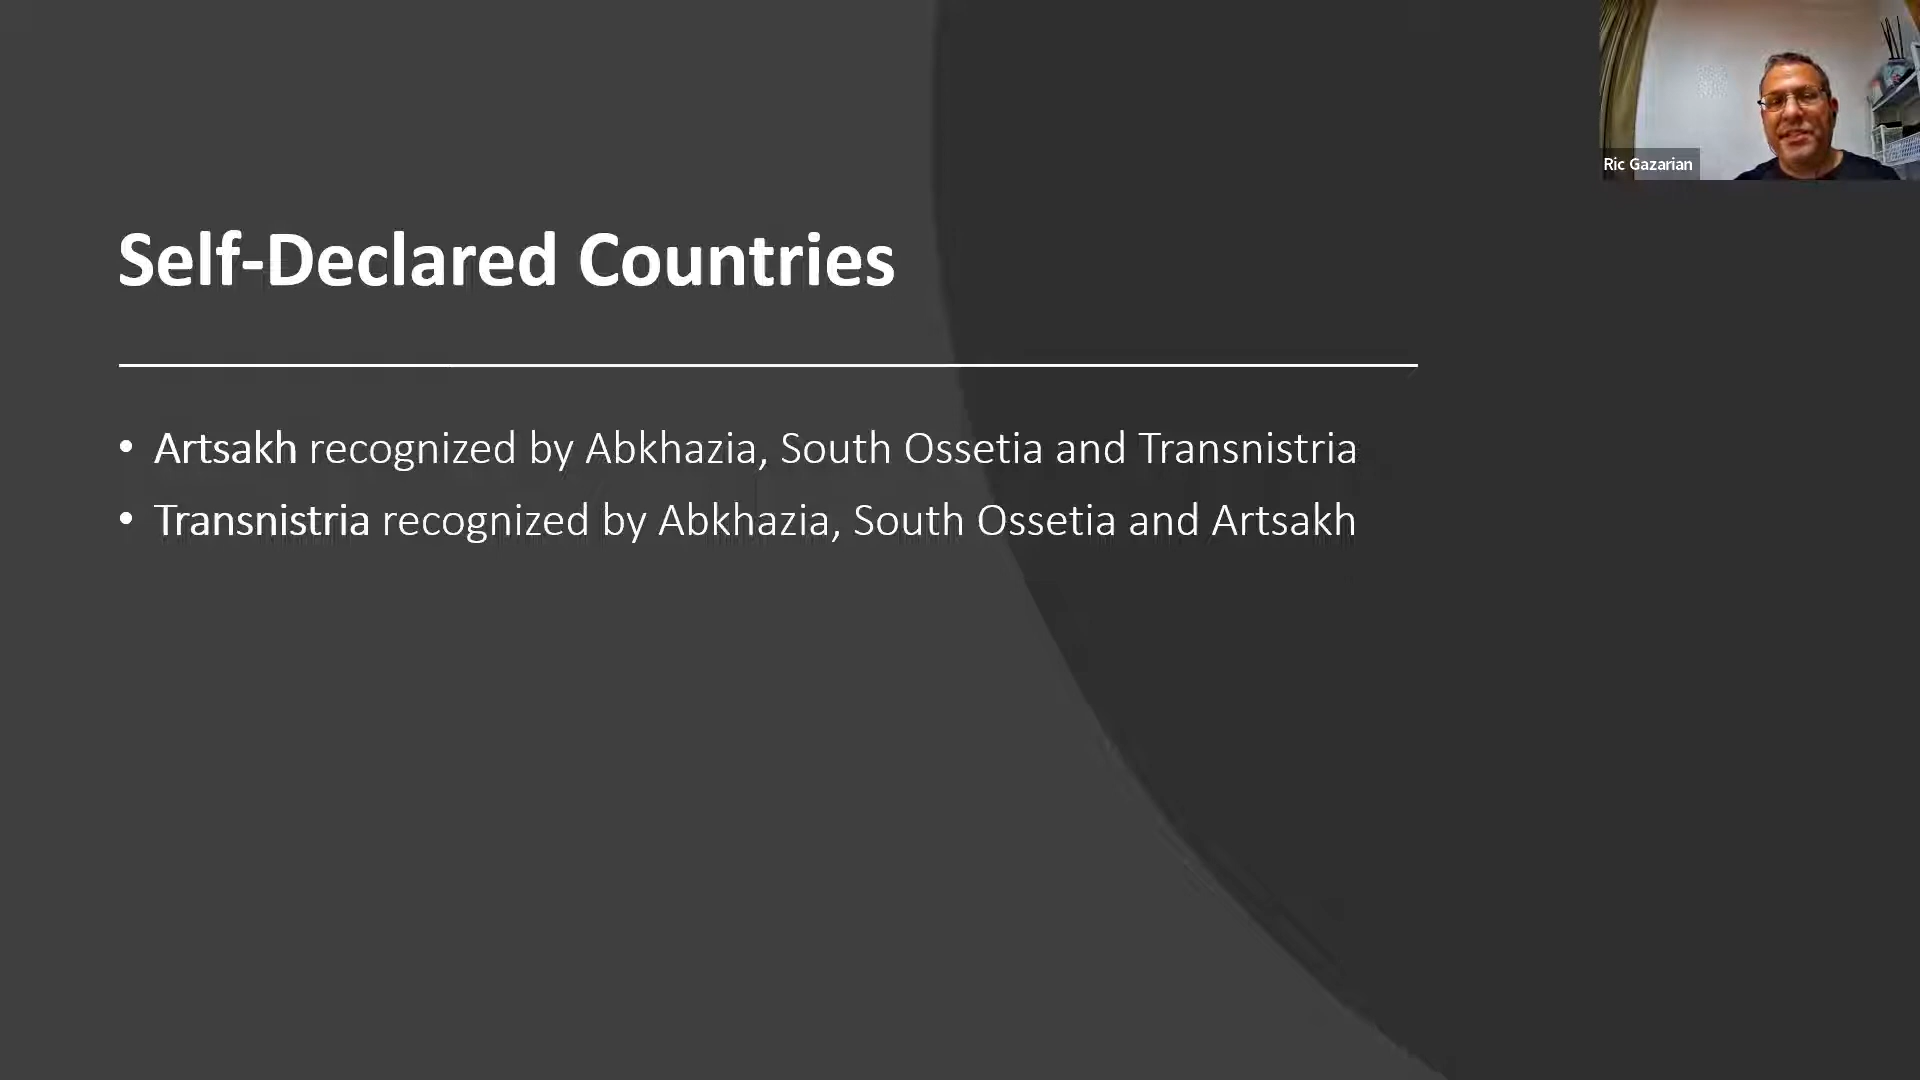 Ric Gazarian
Self-Declared Countries
• Artsakh recognized by Abkhazia, South Ossetia and Transnistria
• Transnistria recognized by Abkhazia, South Ossetia and Artsakh